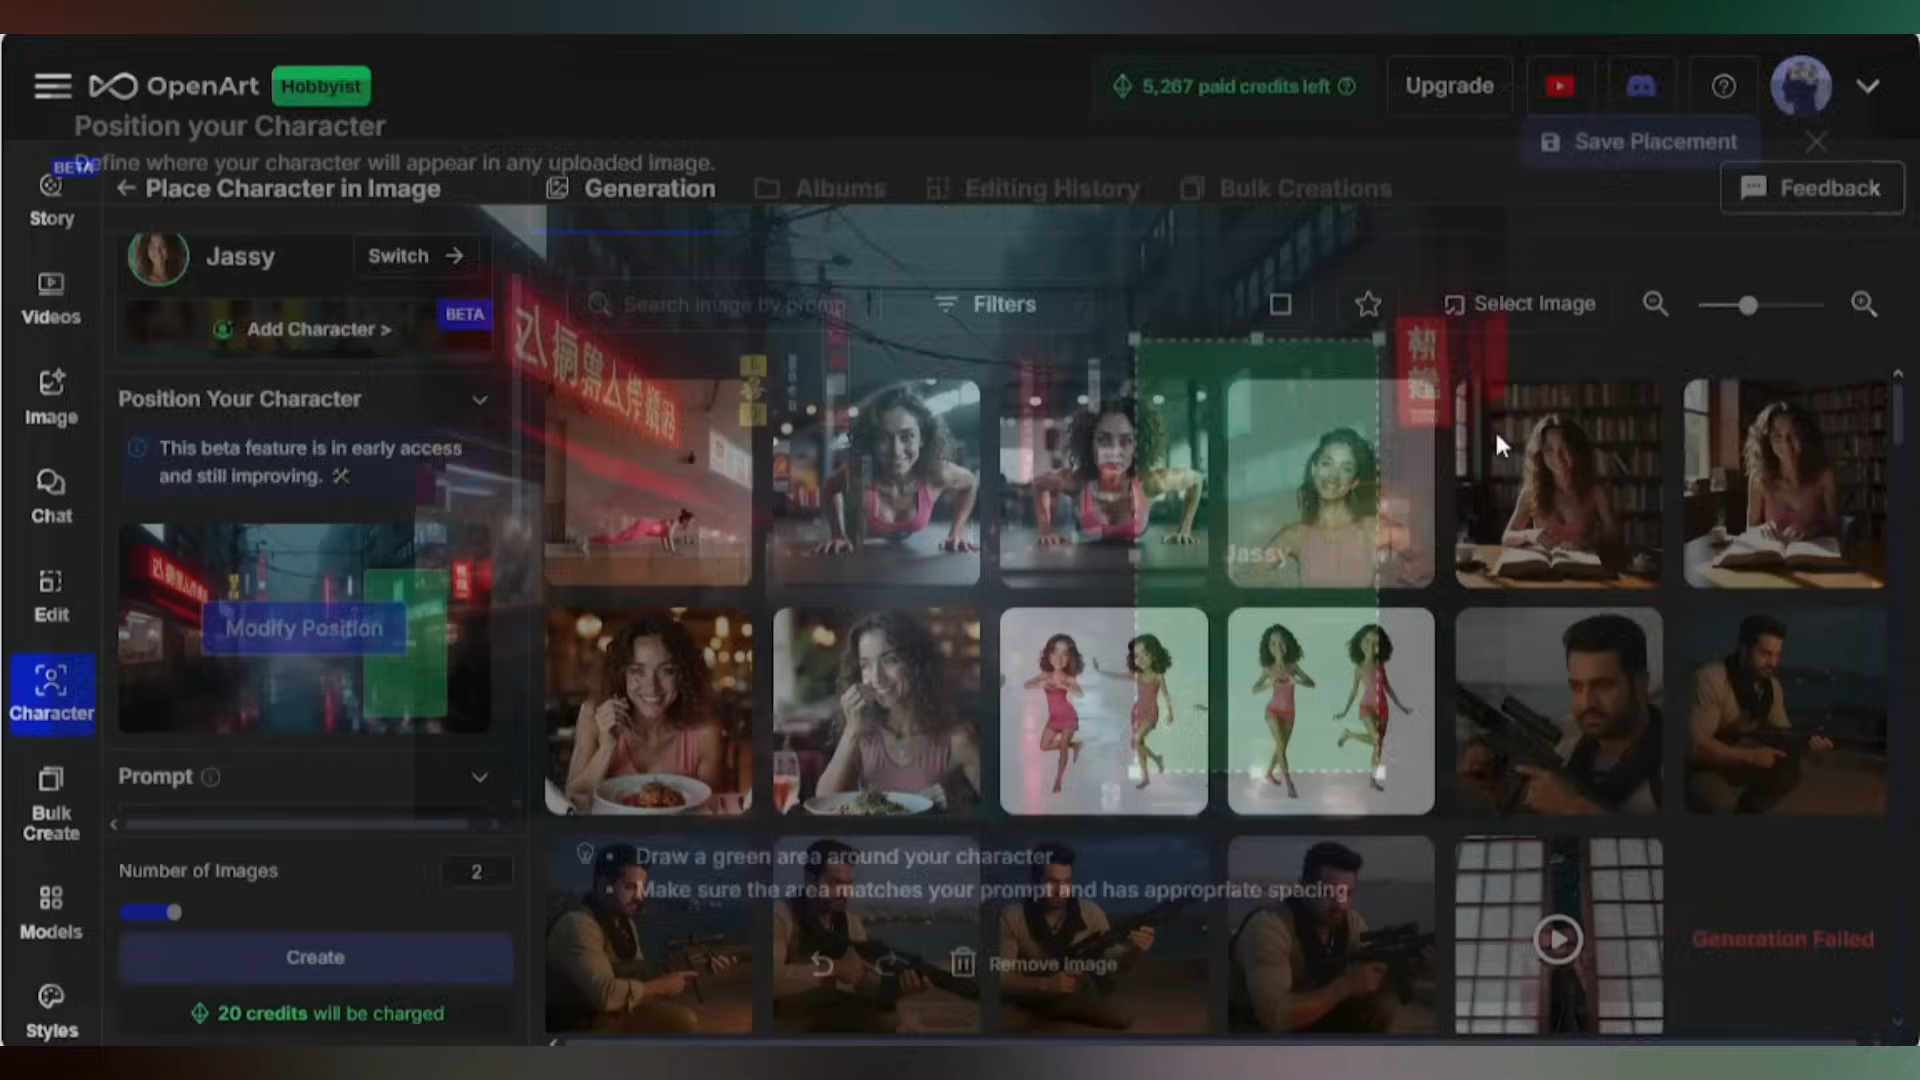 OpenArt
Hobbyist
5,267 paid credits left
Upgrade
Position your Character
Define where your character will appear in any uploaded image.
Save Placement
BETA
Story
Videos
Image
Chat
Edit
Character
Bulk
Create
Models
Styles
Place Character in Image
Generation
Albums
Editing History
Bulk Creations
Feedback
Jassy
Switch
BETA
Add Character >
Search image by promp
Filters
Select Image
Position Your Character
This beta feature is in early access
and still improving.
Modify Position
Prompt
Number of Images
2
Create
20 credits will be charged
Jassy
Draw a green area around your character
Make sure the area matches your prompt and has appropriate spacing
Remove image
Generation Failed